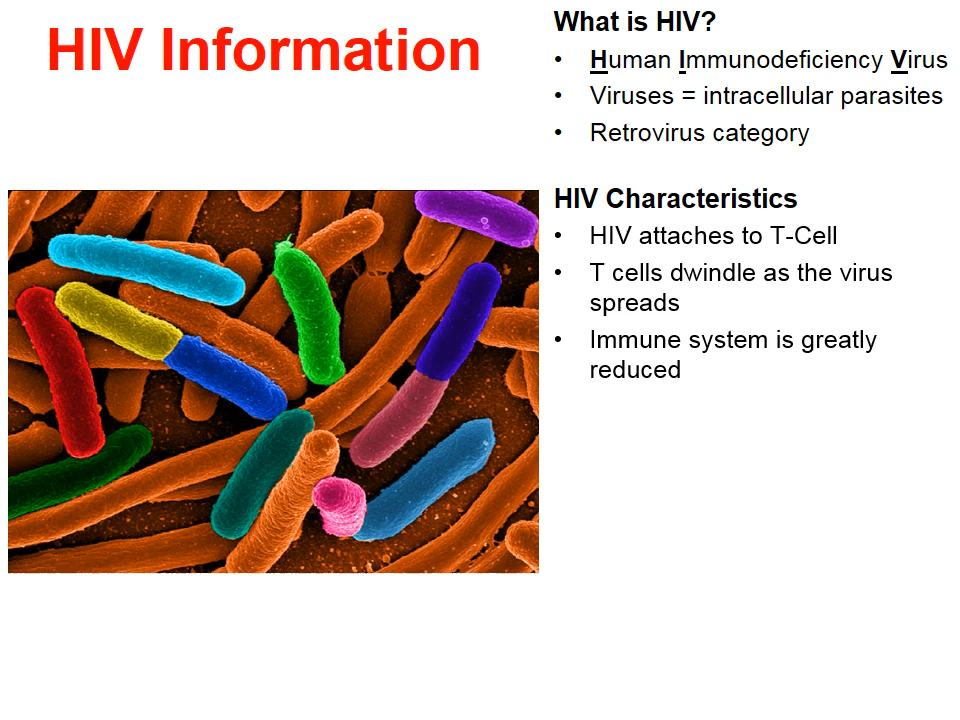 HIV Information
What is HIV?
• Human Immunodeficiency Virus
• Viruses = intracellular parasites
• Retrovirus category
HIV Characteristics
• HIV attaches to T-Cell
• T cells dwindle as the virus
spreads
• Immune system is greatly
reduced